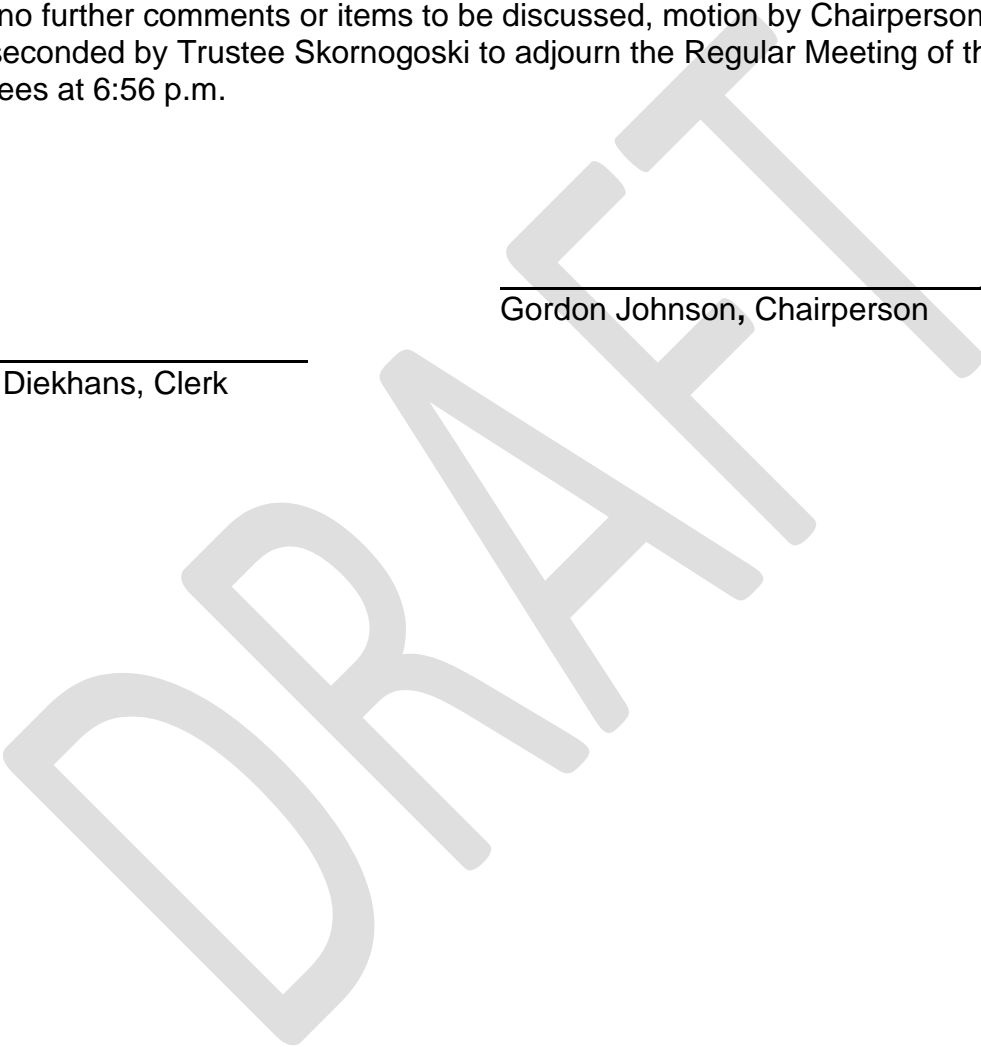 no further comments or items to be discussed, motion by Chairperson
seconded by Trustee Skornogoski to adjourn the Regular Meeting of th
ees at 6:56 p.m.
Gordon Johnson, Chairperson
Diekhans, Clerk
DRAFT